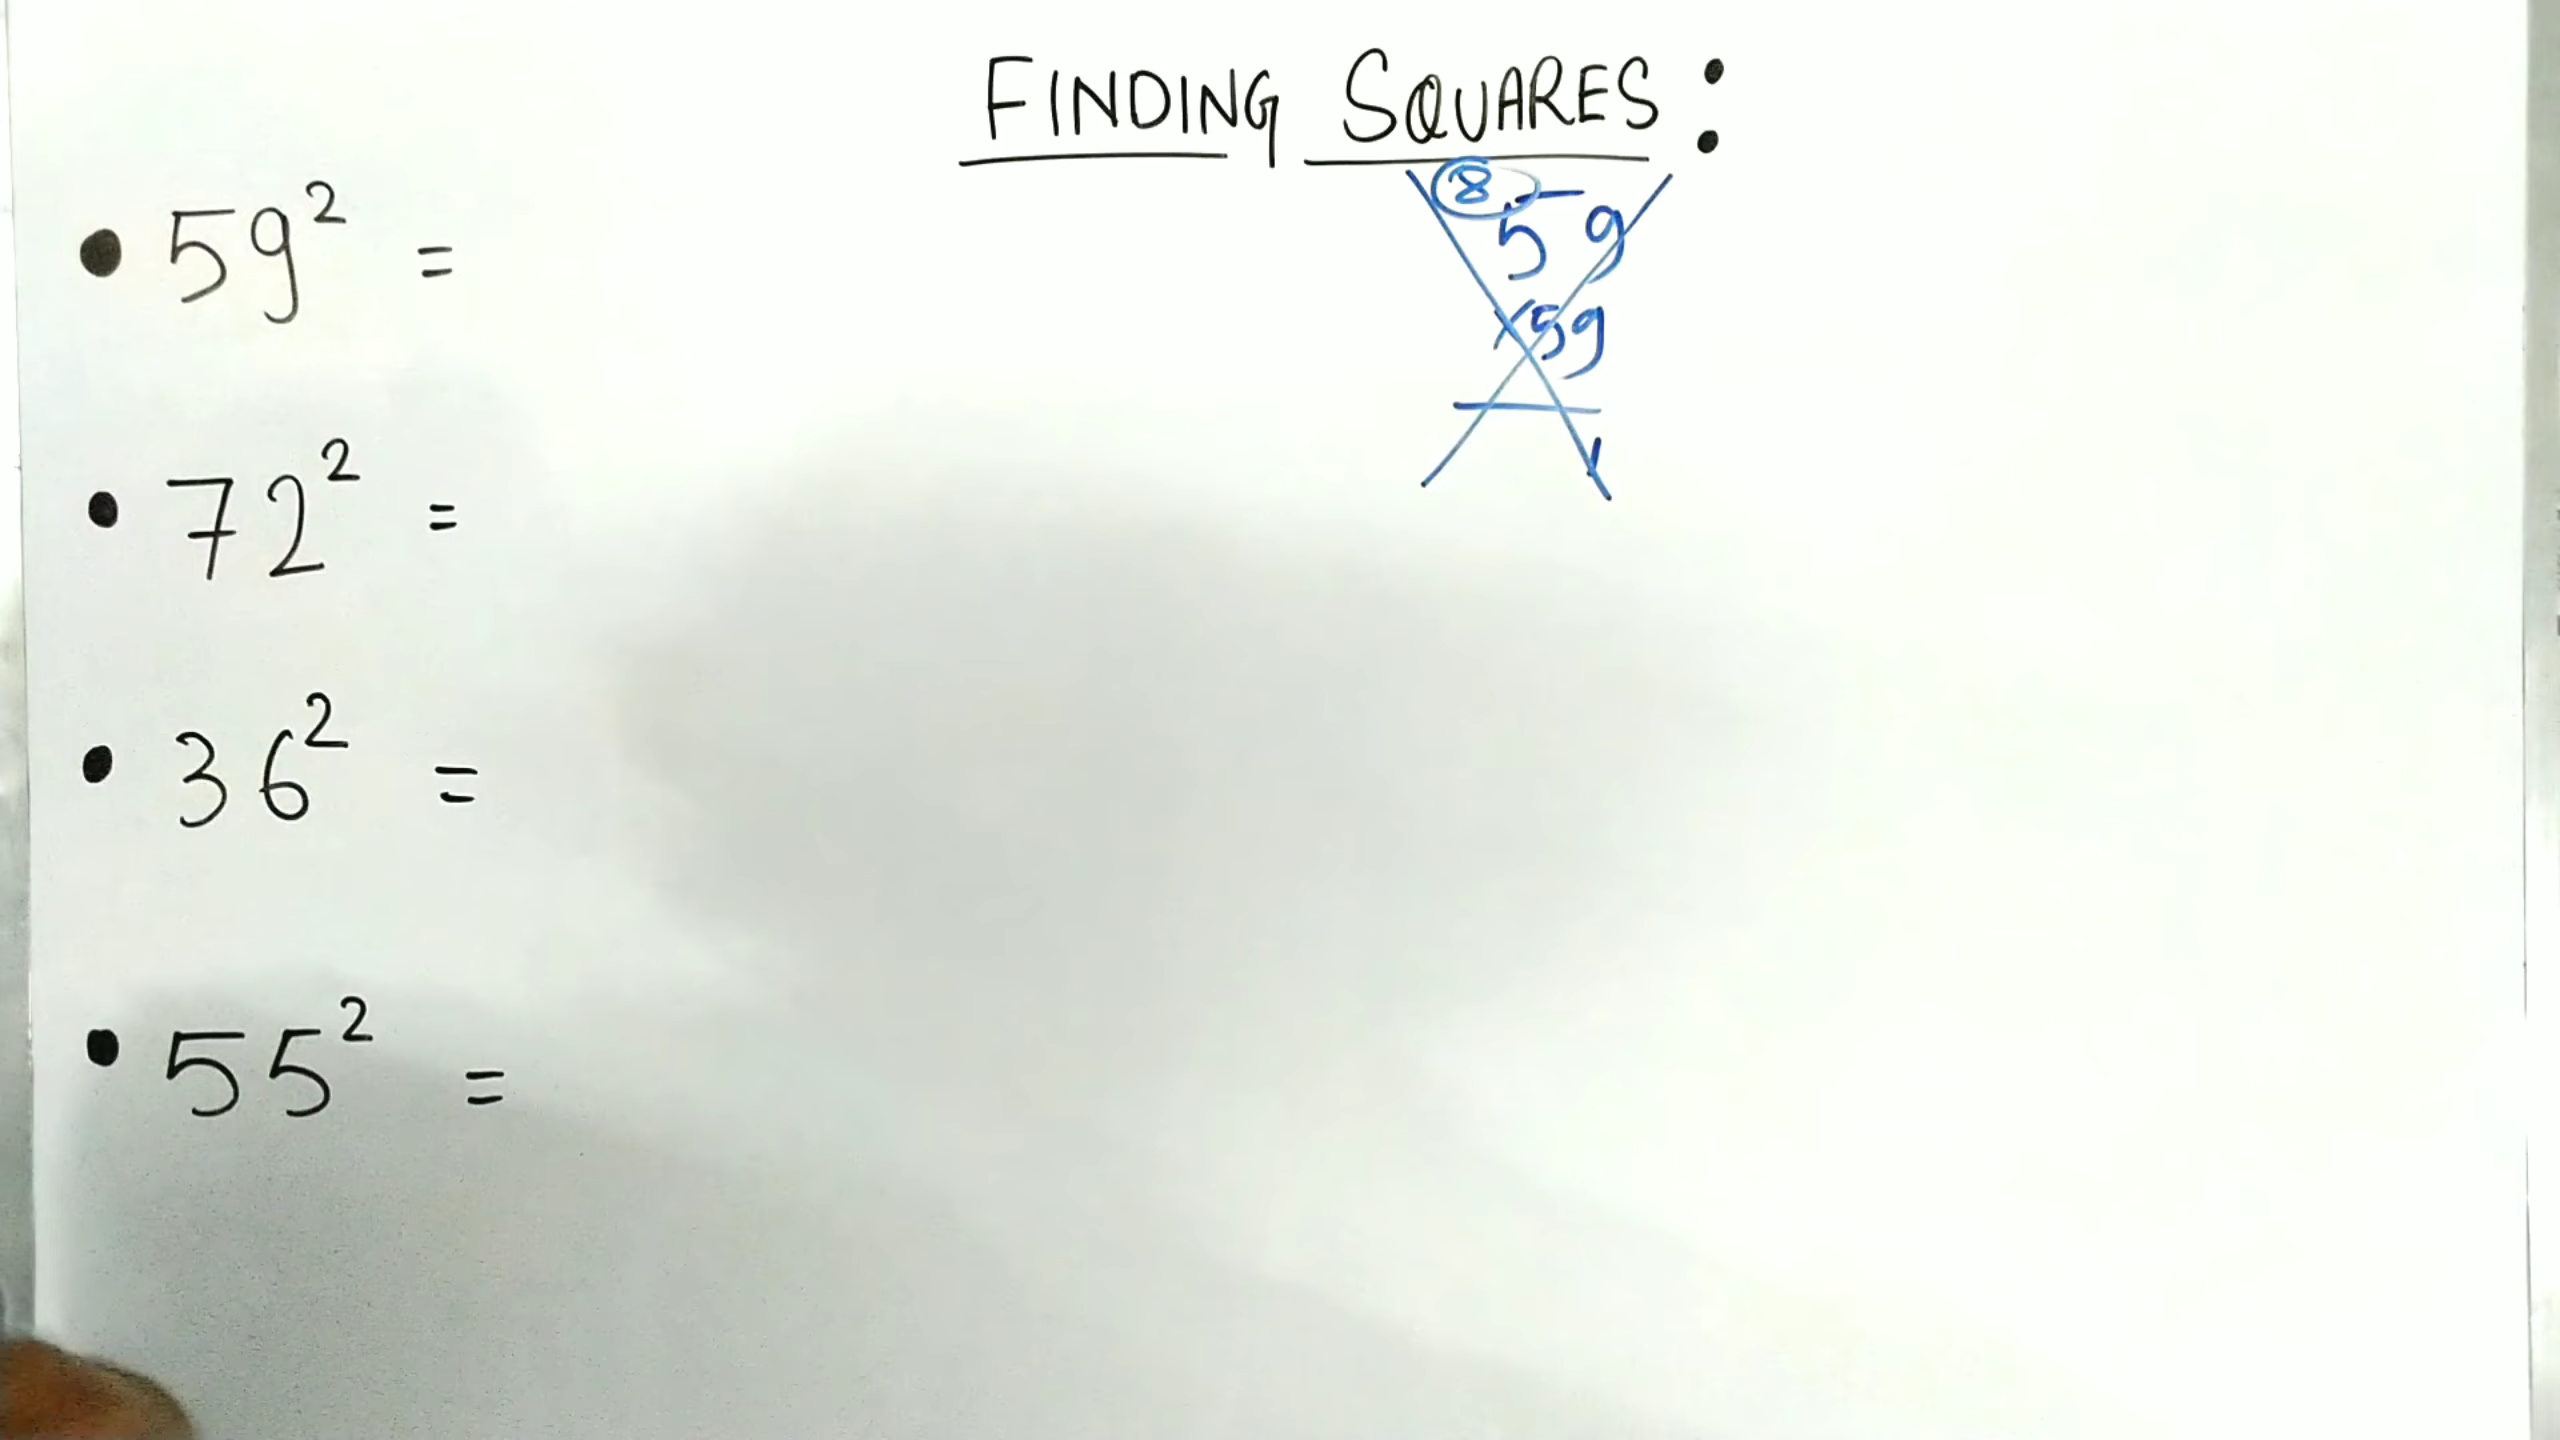 FINDING SQUARES :
• 59² =
8
59
×59
1
• 72² =
• 36² =
• 55² =